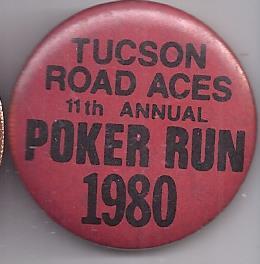 TUCSON
ROAD ACES
11th ANNUAL
POKER RUN
1980